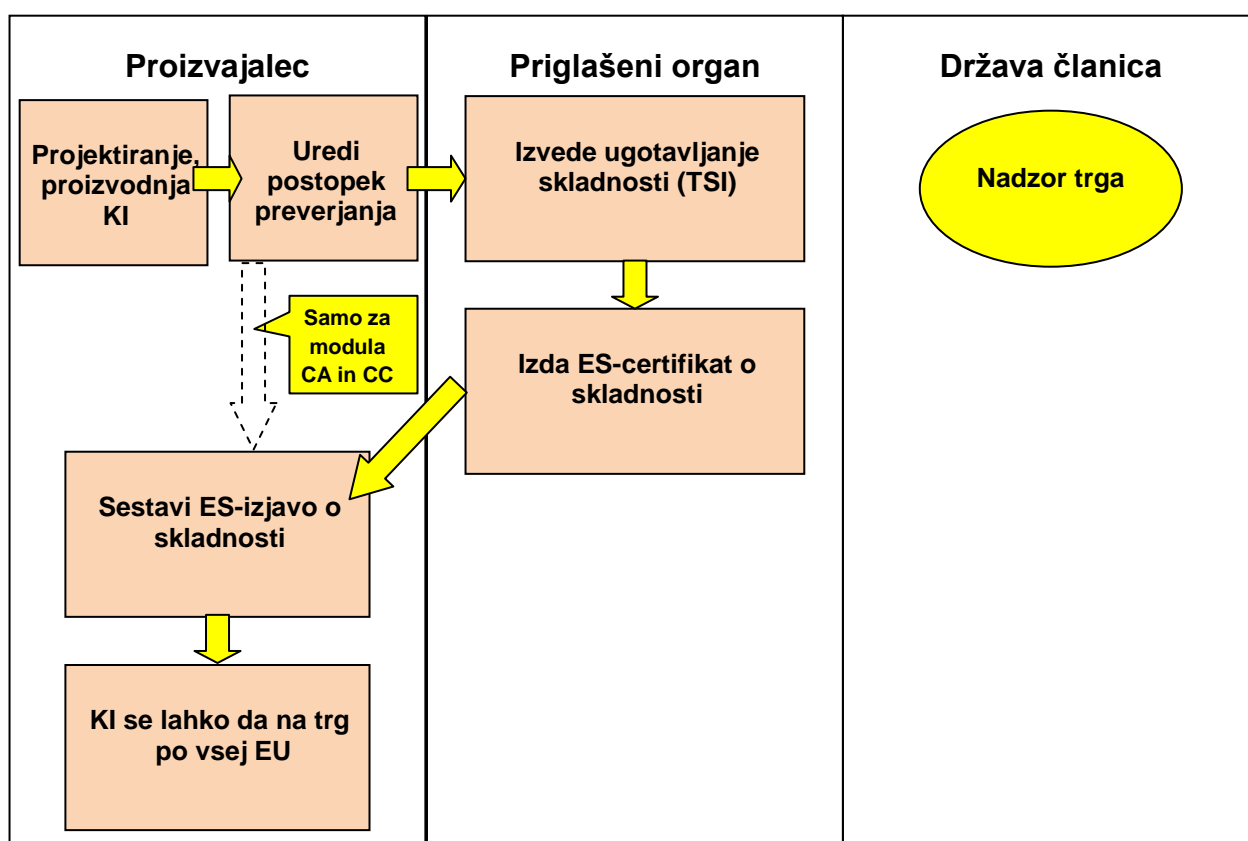 Proizvajalec
Priglašeni organ
Država članica
Projektiranje,
proizvodnja
KI
Uredi
postopek
preverjanja
Izvede ugotavljanje
skladnosti (TSI)
Nadzor trga
Samo za
modula
CA in CC
Izda ES-certifikat o
skladnosti
Sestavi ES-izjavo o
skladnosti
KI se lahko da na trg
po vsej EU